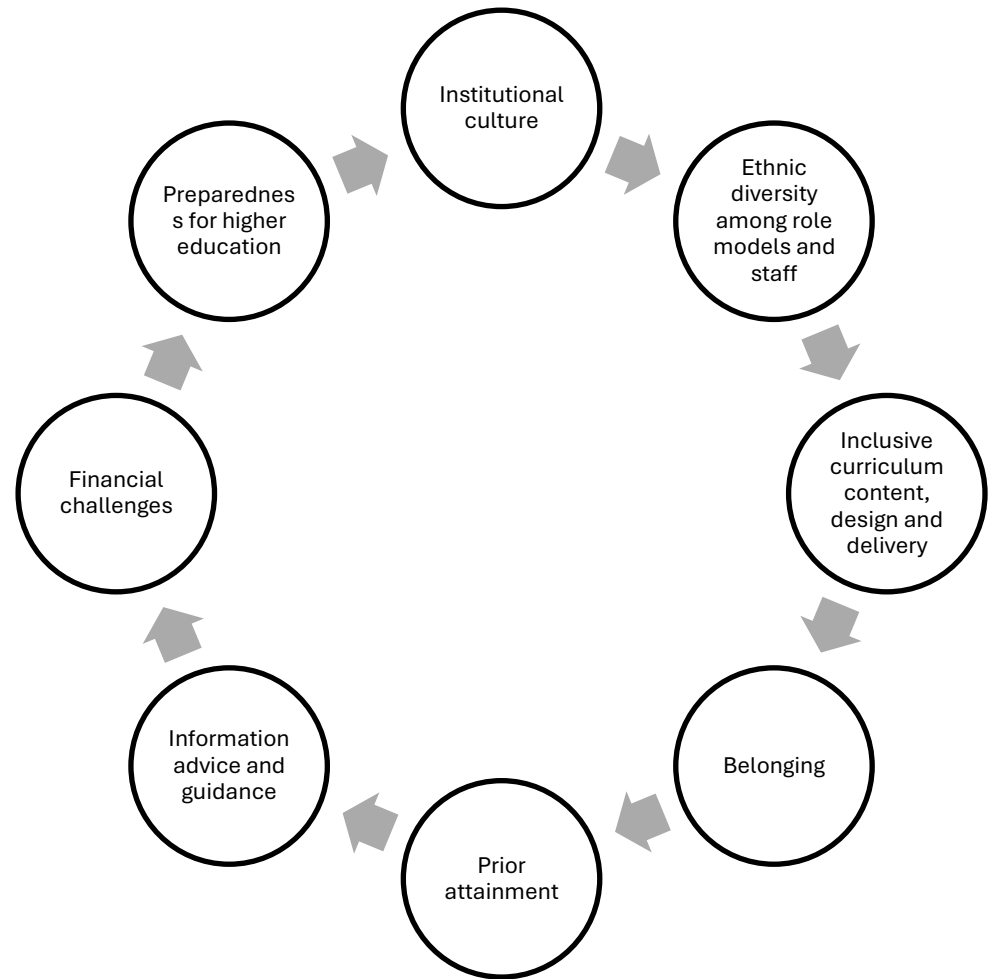 Institutional
culture
Ethnic
diversity
among role
models and
staff
Inclusive
curriculum
content,
design and
delivery
Belonging
Prior
attainment
Information
advice and
guidance
Financial
challenges
Preparednes
s for higher
education